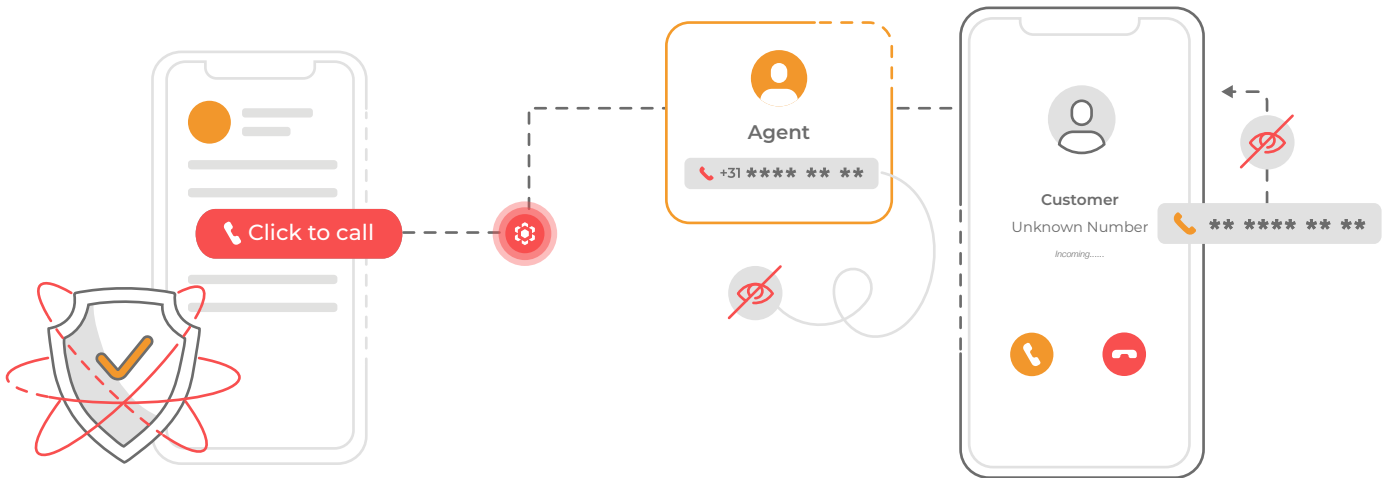 Click to call
Agent
+31 **** ** **
Customer
Unknown Number
Incoming......
** **** ** **